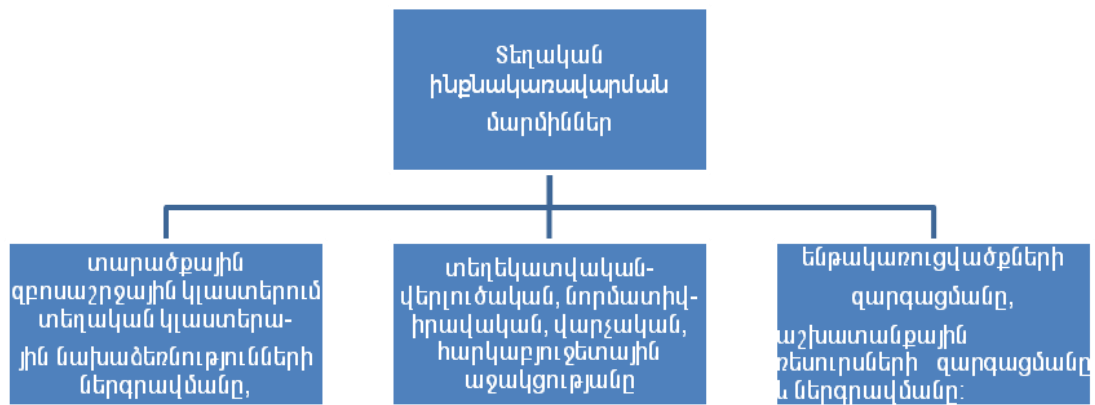 Տեղական
ինքնակառավարման
մարմիններ
տարածքային
զբոսաշրջային կլաստերում
տեղական կլաստերա-
յին նախաձեռնությունների
ներգրավմանը,
տեղեկատվական-
վերլուծական, նորմատիվ-
իրավական, վարչական,
հարկաբյուջետային
աջակցությանը
ենթակառուցվածքների
զարգացմանը,
աշխատանքային
ռեսուրսների զարգացմանը
և ներգրավմանը։